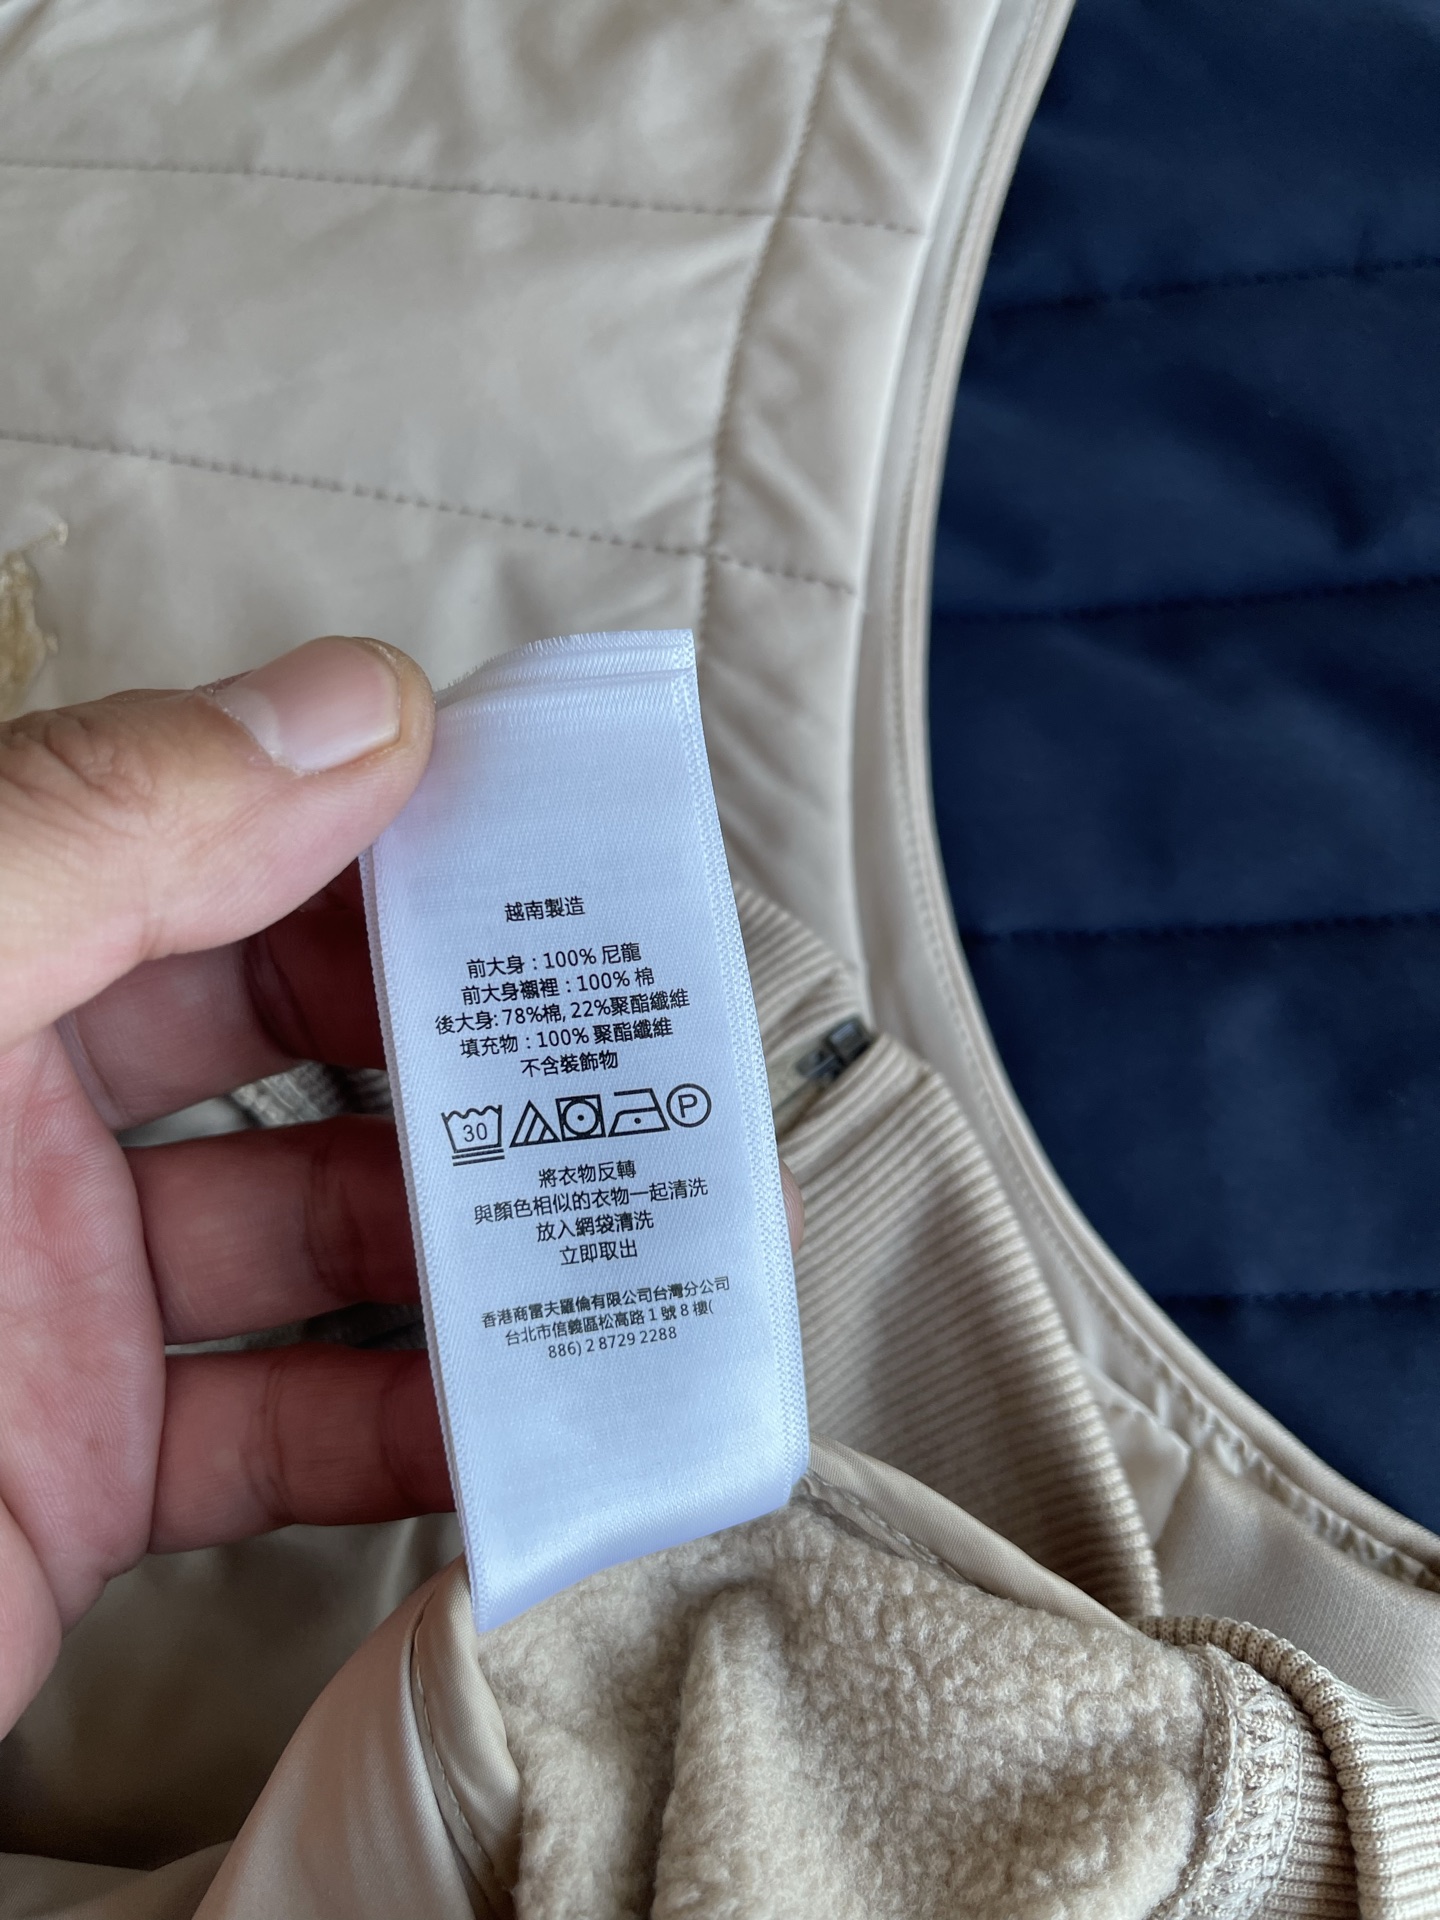 越南製造
前大身 : 100% 尼龍
前大身襯裡 : 100% 棉
後大身: 78%棉, 22%聚酯纖維
填充物 : 100% 聚酯纖維
不含裝飾物
30 P
將衣物反轉
與顏色相似的衣物一起清洗
放入網袋清洗
立即取出
香港商雷夫羅倫有限公司台灣分公司
台北市信義區松高路 1 號 8 樓(
886) 2 8729 2288